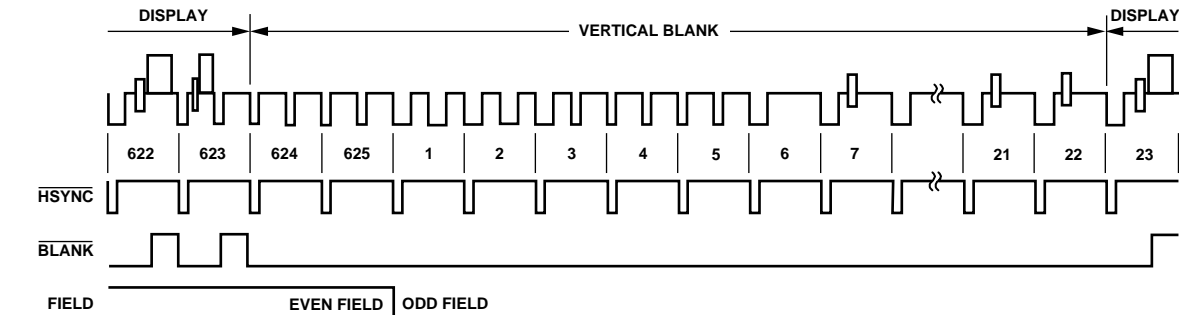 DISPLAY
VERTICAL BLANK
DISPLAY
622 623 624 625 1 2 3 4 5 6 7 21 22 23
HSYNC
BLANK
FIELD
EVEN FIELD
ODD FIELD